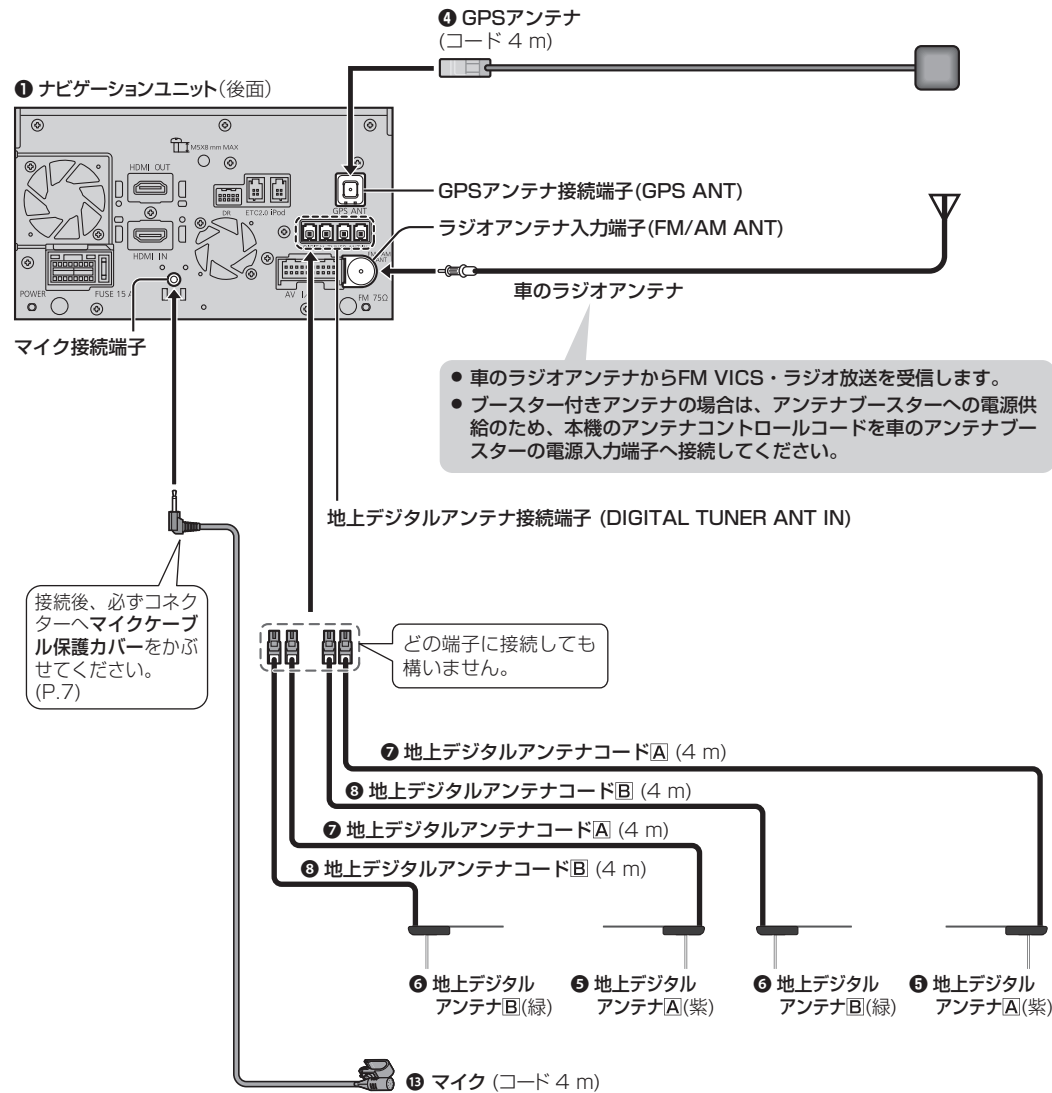 ❹ GPSアンテナ
(コード 4 m)
❶ ナビゲーションユニット(後面)
M5X8 mm MAX
HDMI OUT
DR ETC2.0 iPod
GPS ANT
GPSアンテナ接続端子(GPS ANT)
ラジオアンテナ入力端子(FM/AM ANT)
HDMI IN
FM/AM
ANT
POWER
FUSE 15 A
FM 75Ω
車のラジオアンテナ
マイク接続端子
● 車のラジオアンテナからFM VICS・ラジオ放送を受信します。
● ブースター付きアンテナの場合は、アンテナブースターへの電源供
給のため、本機のアンテナコントロールコードを車のアンテナブー
スターの電源入力端子へ接続してください。
地上デジタルアンテナ接続端子 (DIGITAL TUNER ANT IN)
接続後、必ずコネク
ターへマイクケーブ
ル保護カバーをかぶ
せてください。
(P.7)
どの端子に接続しても
構いません。
❼ 地上デジタルアンテナコードA (4 m)
❽ 地上デジタルアンテナコードB (4 m)
❼ 地上デジタルアンテナコードA (4 m)
❽ 地上デジタルアンテナコードB (4 m)
❻ 地上デジタル
アンテナB(緑)
❺ 地上デジタル
アンテナA(紫)
❻ 地上デジタル
アンテナB(緑)
❺ 地上デジタル
アンテナA(紫)
⓭ マイク (コード 4 m)